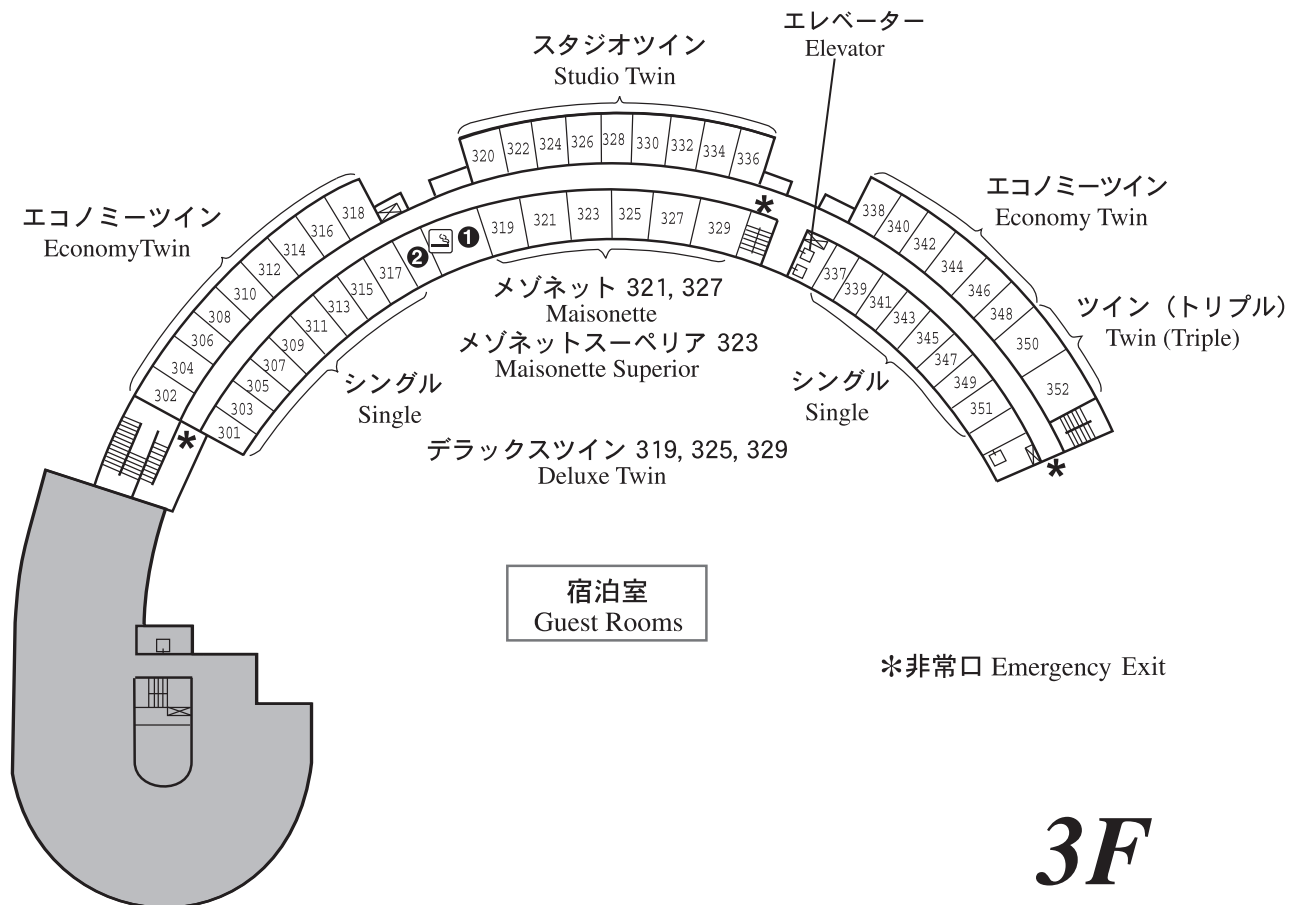 エレベーター
Elevator
スタジオツイン
Studio Twin
320 322 324 326 328 330 332 334 336
エコノミーツイン
EconomyTwin
302 304 306 308 310 312 314 316 318
エコノミーツイン
Economy Twin
338 340 342 344 346 348
ツイン（トリプル）
Twin (Triple)
350 352
301 303 305 307 309 311 313 315 317
❷ ❶
319 321 323 325 327 329
337 339 341 343 345 347 349 351
シングル
Single
メゾネット 321, 327
Maisonette
メゾネットスーペリア 323
Maisonette Superior
シングル
Single
デラックスツイン 319, 325, 329
Deluxe Twin
宿泊室
Guest Rooms
＊非常口 Emergency Exit
3F